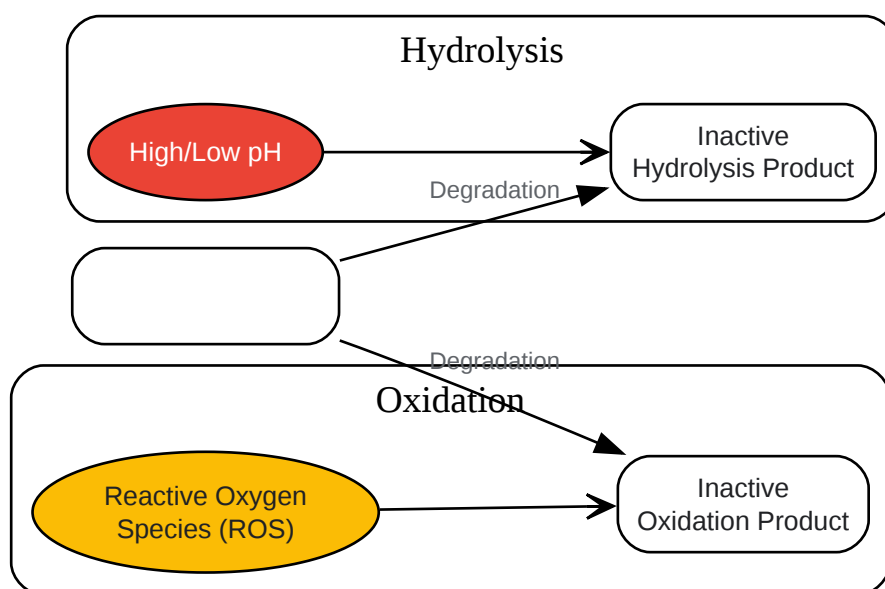 Hydrolysis
High/Low pH
Inactive
Hydrolysis Product
Degradation
Degradation
Oxidation
Reactive Oxygen
Species (ROS)
Inactive
Oxidation Product